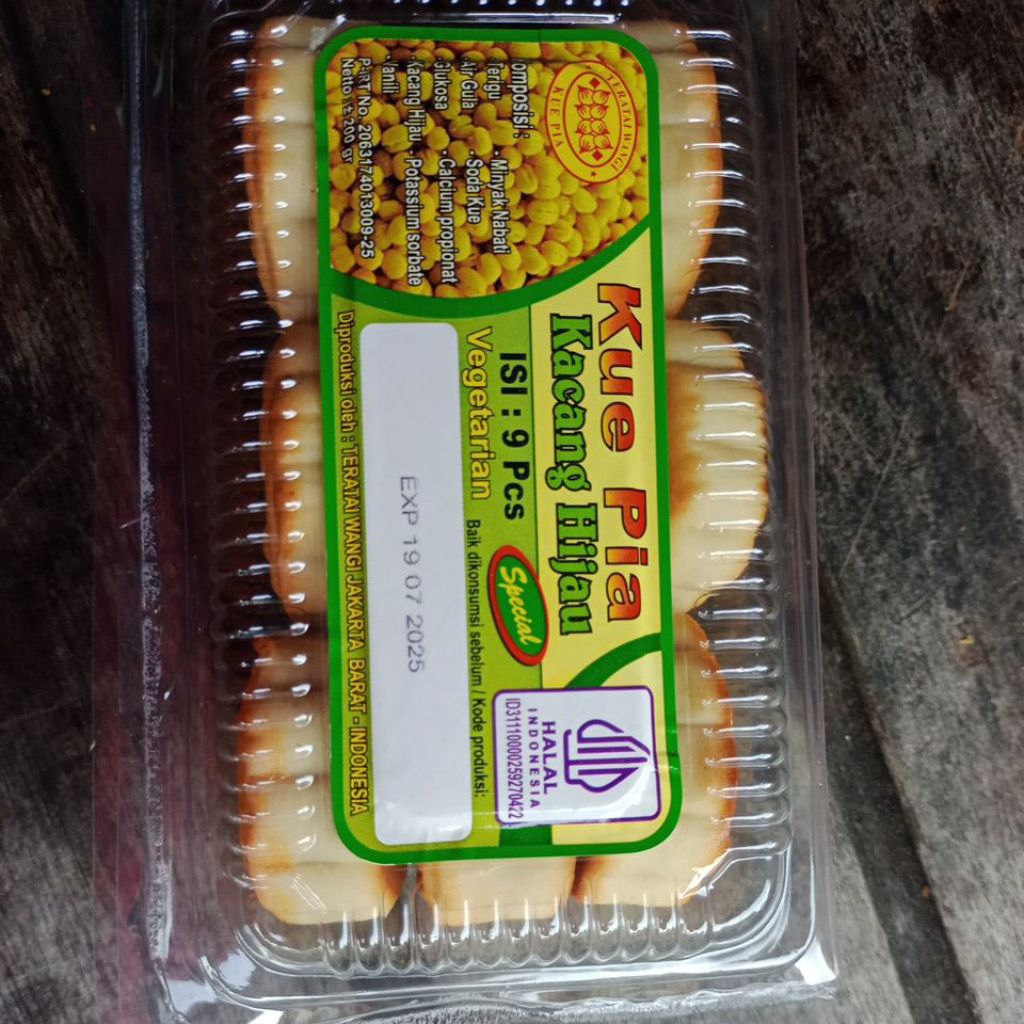 TERATAI WANGI
KUE PIA
omposisi :
Terigu
Air Gula
Glukosa
Kacang Hijau
Vanili
· Minyak Nabati
· Soda Kue
· Calcium propionat
· Potassium sorbate
P-IRT No. 2063174013009-25
Netto : ± 200 gr
Kue Pia
Kacang Hijau
ISI : 9 Pcs
Special
Vegetarian
Baik dikonsumsi sebelum / Kode produksi:
EXP 19 07 2025
Diproduksi oleh : TERATAI WANGI JAKARTA BARAT - INDONESIA
HALAL
INDONESIA
ID31110000259270422